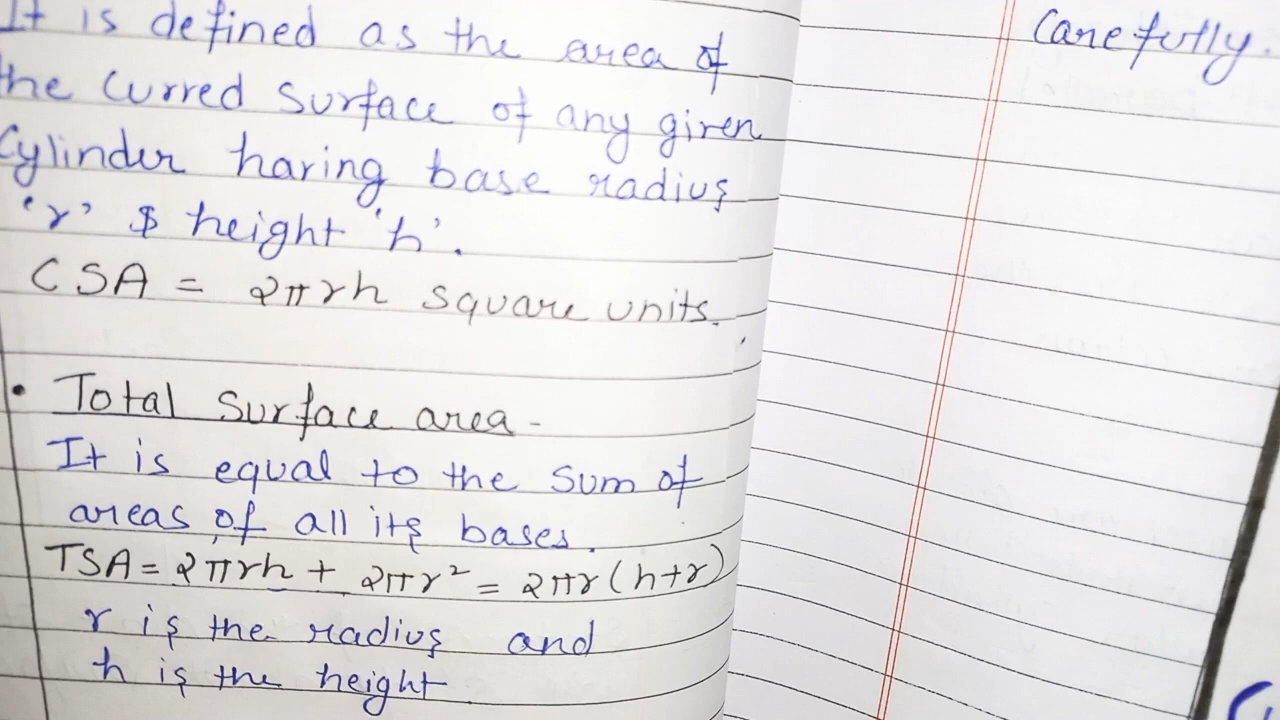 It is defined as the area of
the curved surface of any given
Cylinder having base radius
'r' $ height 'h'.
CSA = 2πrh square units.
• Total surface area -
It is equal to the sum of
areas of all its bases.
TSA = 2πrh + 2πr² = 2πr(h+r)
r is the radius and
h is the height
Carefully.